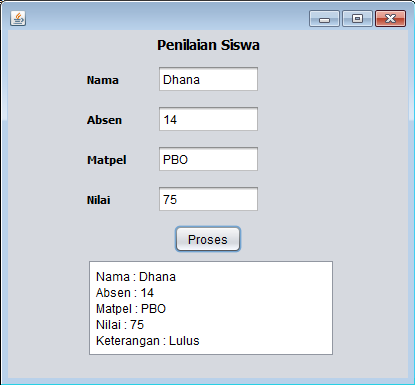 Penilaian Siswa
Nama Dhana
Absen 14
Matpel PBO
Nilai 75
Proses
Nama : Dhana
Absen : 14
Matpel : PBO
Nilai : 75
Keterangan : Lulus